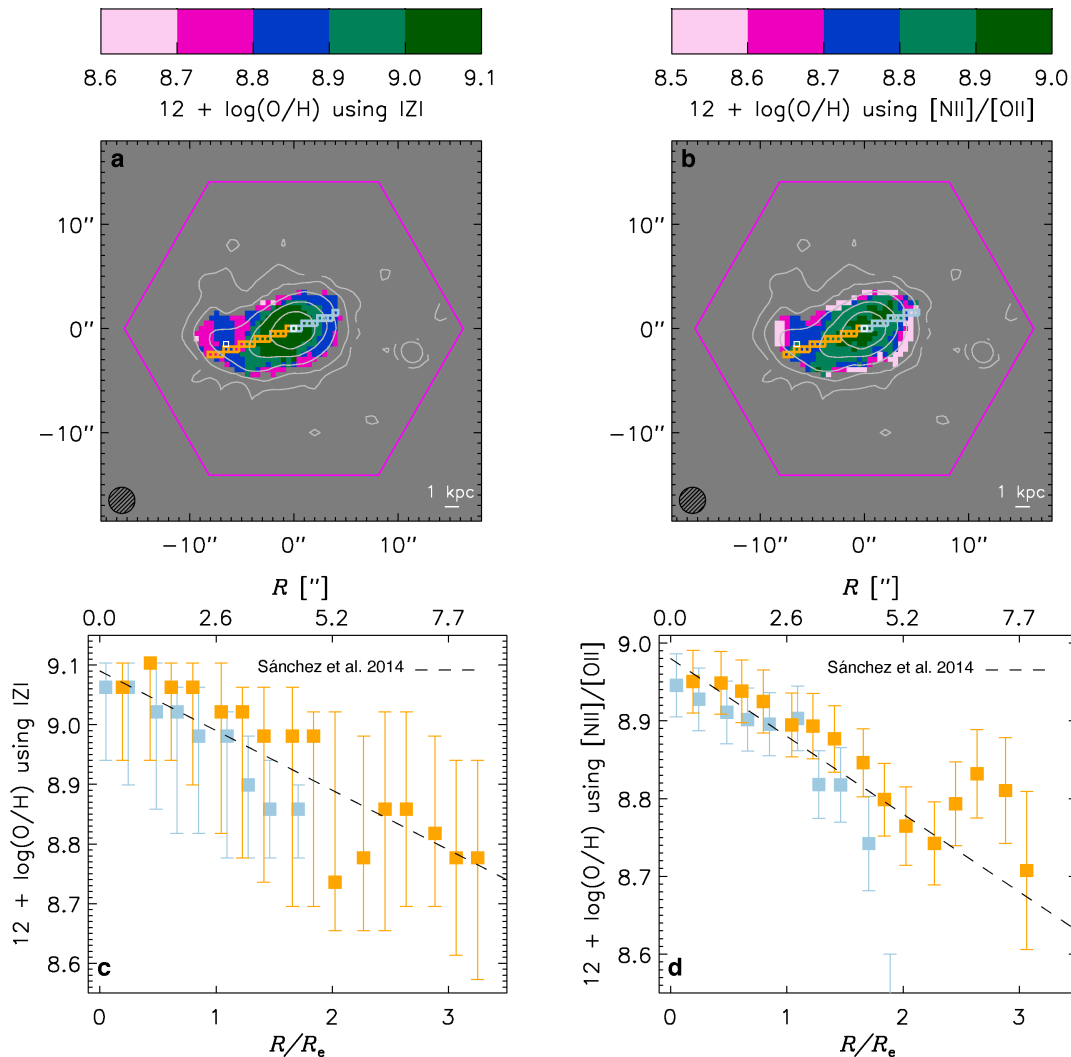 8.6 8.7 8.8 8.9 9.0 9.1
12 + log(O/H) using IZI
8.5 8.6 8.7 8.8 8.9 9.0
12 + log(O/H) using [NII]/[OII]
a
10″
0″
−10″
1 kpc
−10″ 0″ 10″
b
10″
0″
−10″
1 kpc
−10″ 0″ 10″
R [″]
0.0 2.6 5.2 7.7
Sánchez et al. 2014
12 + log(O/H) using IZI
9.1
9.0
8.9
8.8
8.7
8.6
c
0 1 2 3
R/Re
R [″]
0.0 2.6 5.2 7.7
Sánchez et al. 2014
12 + log(O/H) using [NII]/[OII]
9.0
8.9
8.8
8.7
8.6
d
0 1 2 3
R/Re